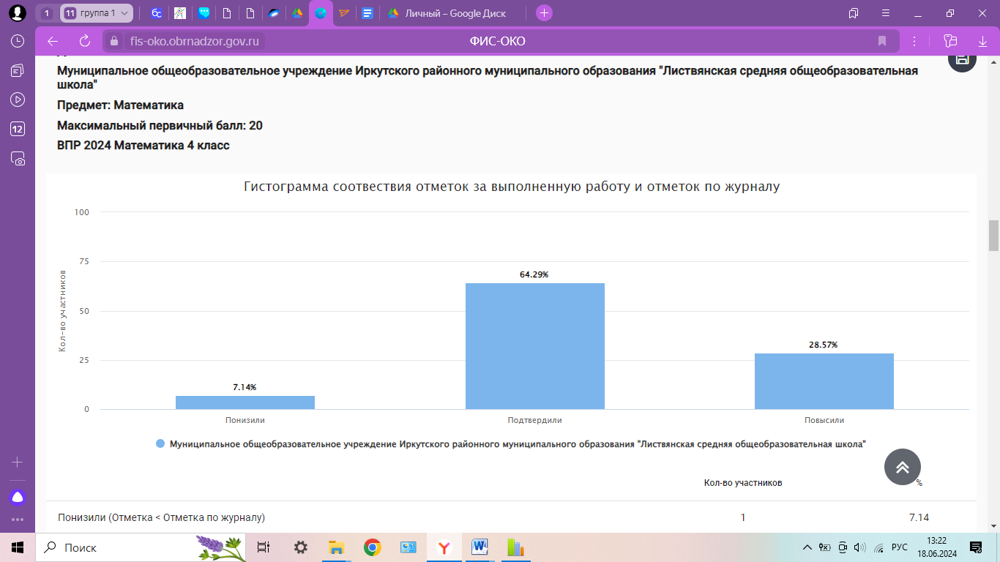 1
11 группа 1
Личный – Google Диск
fis-oko.obrnadzor.gov.ru
ФИС-ОКО
12
Муниципальное общеобразовательное учреждение Иркутского районного муниципального образования "Листвянская средняя общеобразовательная
школа"
Предмет: Математика
Максимальный первичный балл: 20
ВПР 2024 Математика 4 класс
Гистограмма соотвествия отметок за выполненную работу и отметок по журналу
Кол-во участников
100
75
50
25
0
7.14%
64.29%
28.57%
Понизили
Подтвердили
Повысили
Муниципальное общеобразовательное учреждение Иркутского районного муниципального образования "Листвянская средняя общеобразовательная школа"
Кол-во участников %
Понизили (Отметка < Отметка по журналу) 1 7.14
Поиск
РУС
13:22
18.06.2024